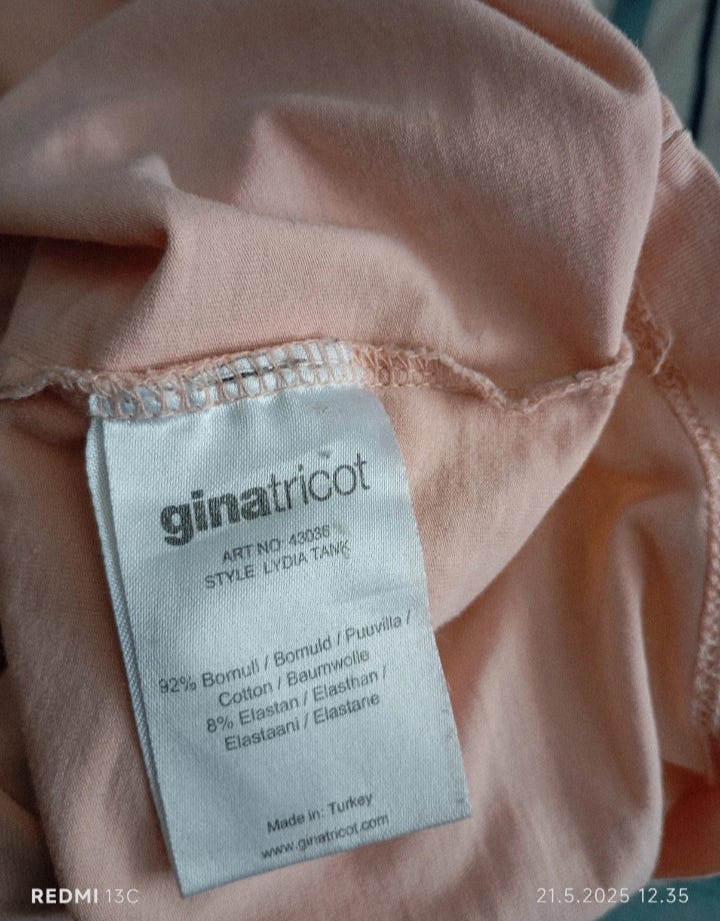 ginatricot
ART NO 43036
STYLE LYDIA TANK
92% Bomull / Bomuld / Puuvilla /
Cotton / Baumwolle
8% Elastan / Elasthan /
Elastaani / Elastane
Made in: Turkey
www.ginatricot.com
REDMI 13C
21.5.2025 12.35